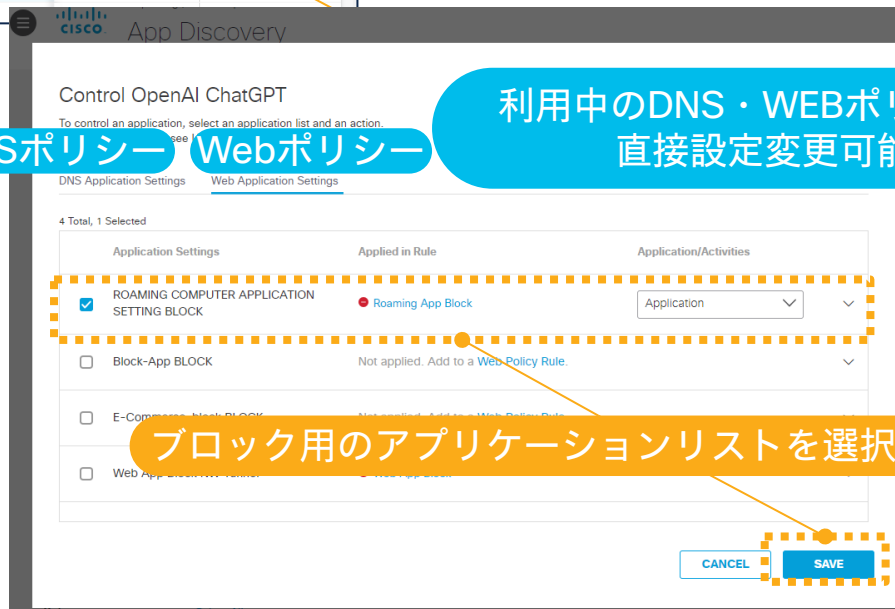 CISCO
App Discovery
Control OpenAI ChatGPT
To control an application, select an application list and an action.
see
利用中のDNS・WEBポリ
直接設定変更可能
Sポリシー
Webポリシー
DNS Application Settings
Web Application Settings
4 Total, 1 Selected
Application Settings
Applied in Rule
Application/Activities
ROAMING COMPUTER APPLICATION
SETTING BLOCK
Roaming App Block
Application
Block-App BLOCK
Not applied. Add to a Web Policy Rule.
ブロック用のアプリケーションリストを選択
CANCEL
SAVE